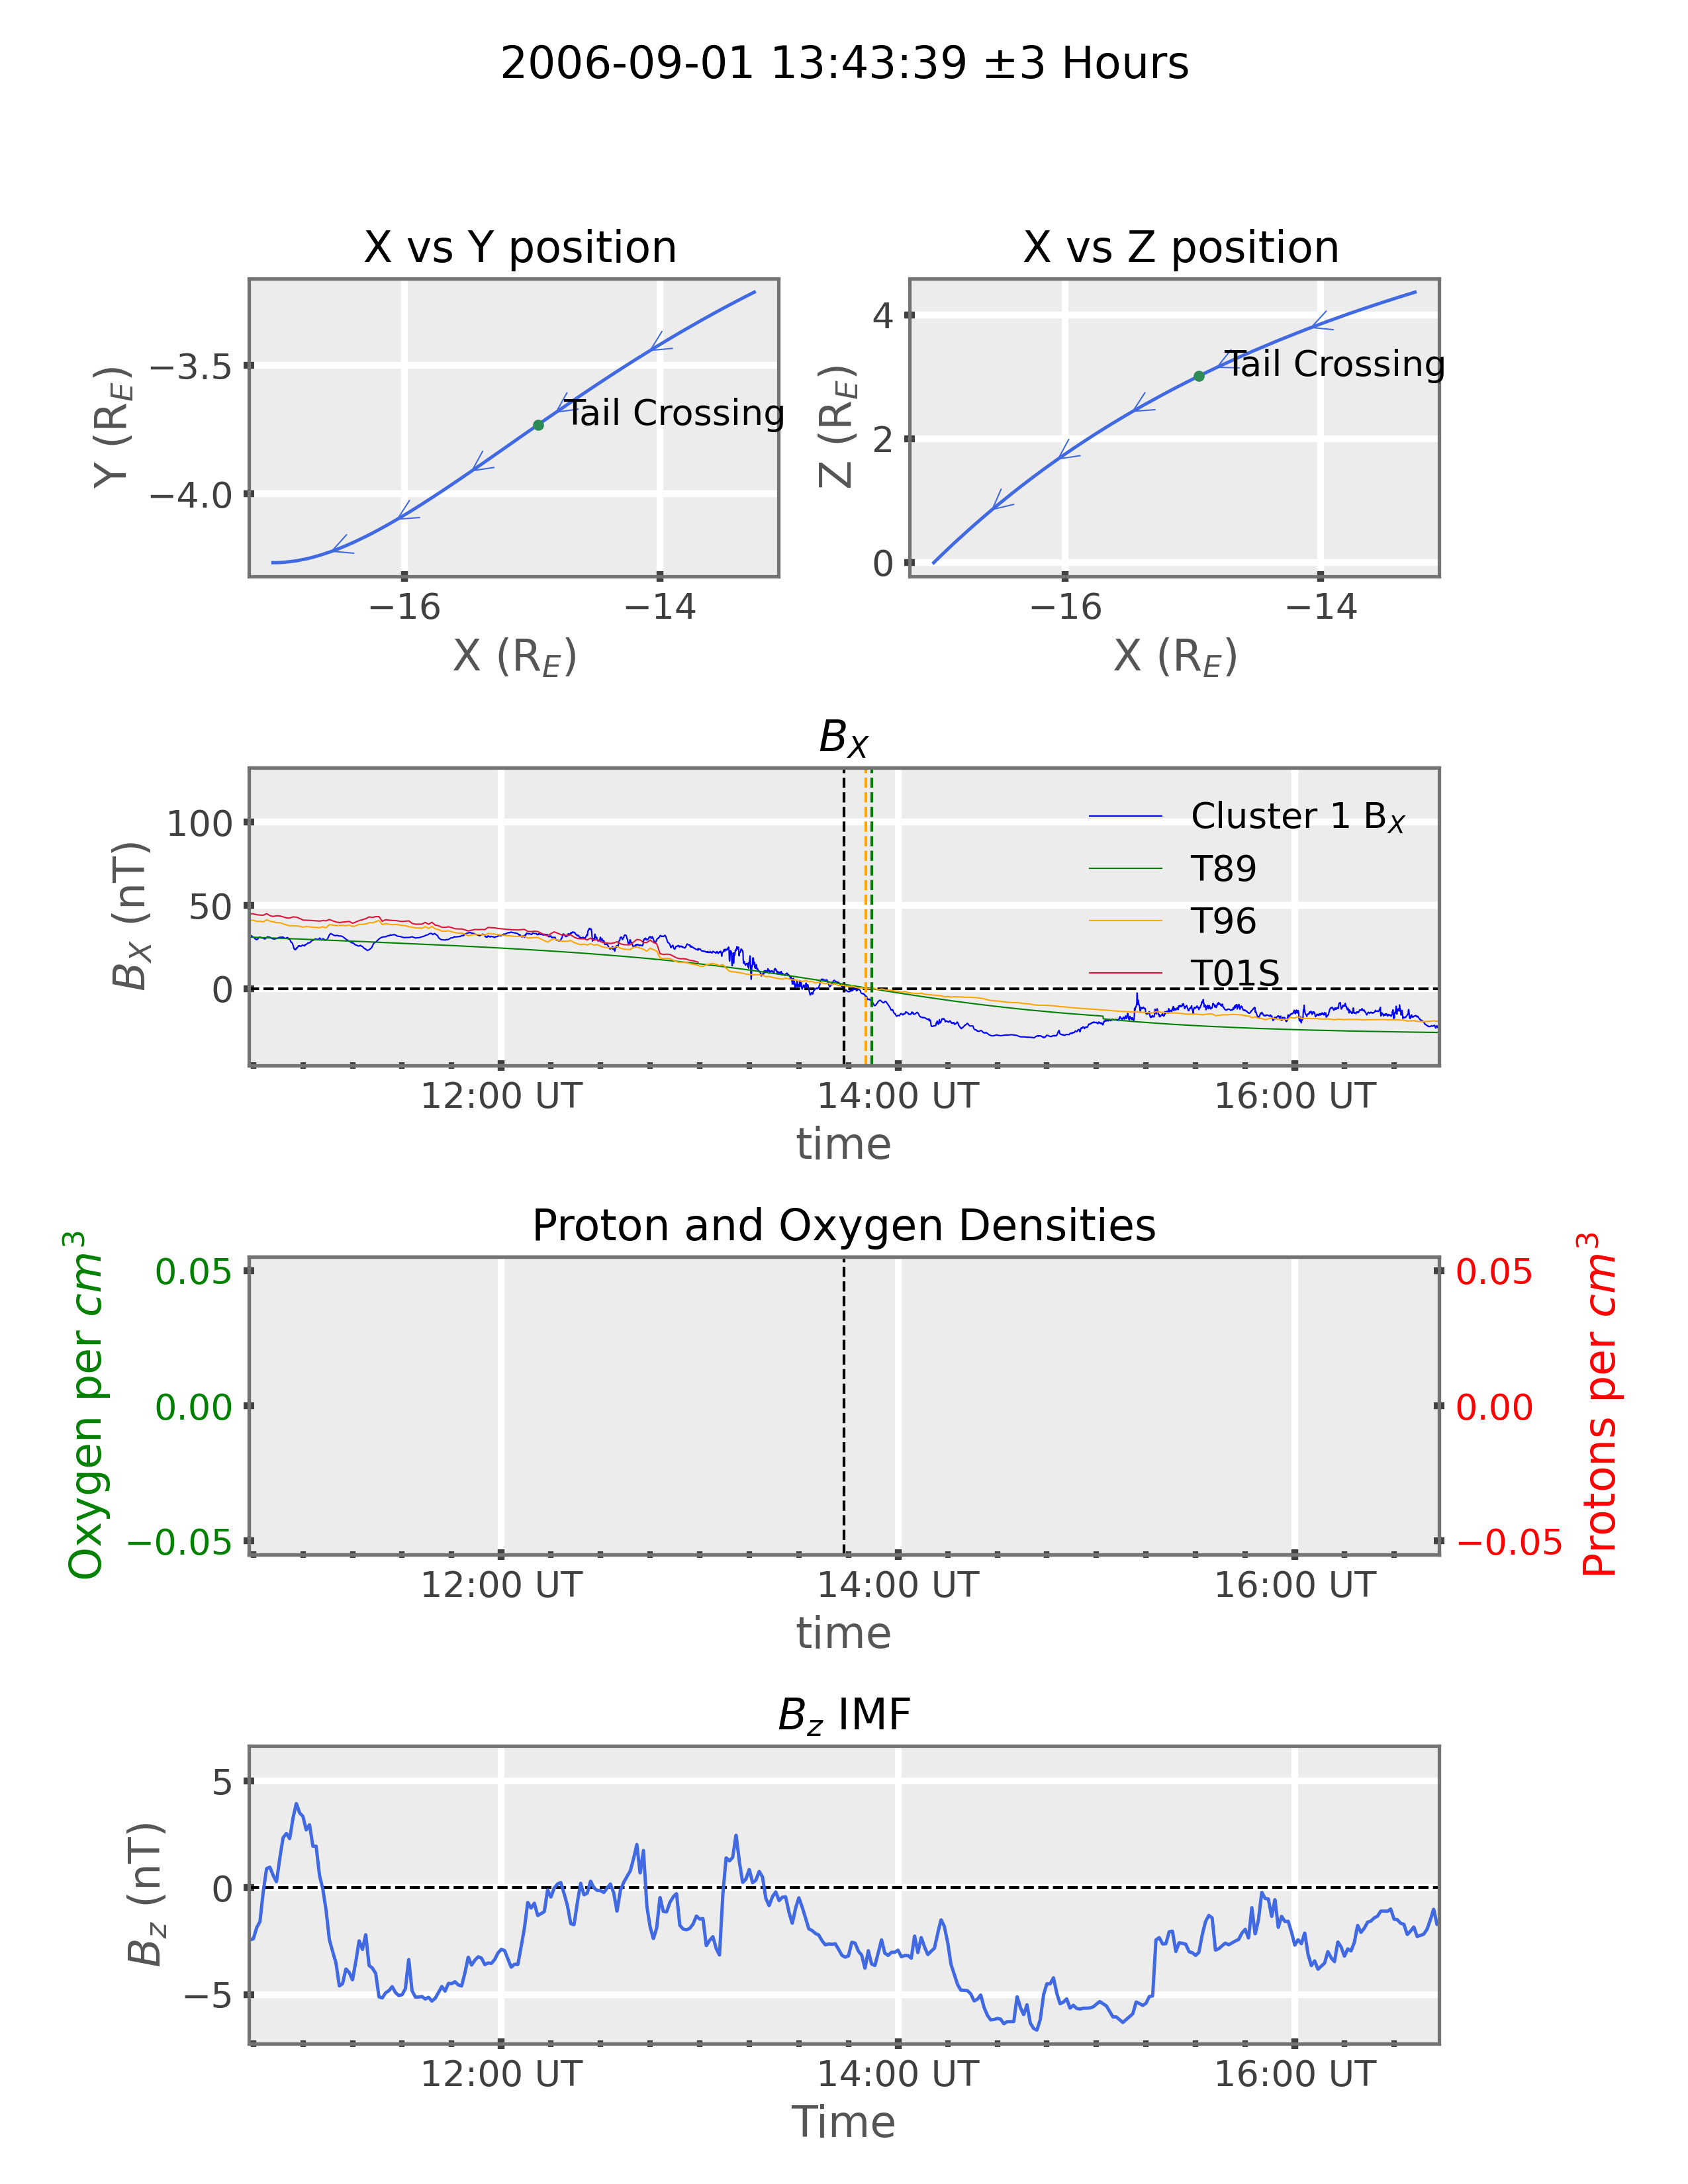 2006-09-01 13:43:39 ±3 Hours
X vs Y position
X vs Z position
Y (R_E)
−3.5
−4.0
Tail Crossing
−16
−14
X (R_E)
Z (R_E)
4
2
0
Tail Crossing
−16
−14
X (R_E)
B_X
B_X (nT)
100
50
0
Cluster 1 B_X
T89
T96
T01S
12:00 UT
14:00 UT
16:00 UT
time
Proton and Oxygen Densities
Oxygen per cm³
0.05
0.00
−0.05
0.05
0.00
−0.05
Protons per cm³
12:00 UT
14:00 UT
16:00 UT
time
B_z IMF
B_z (nT)
5
0
−5
12:00 UT
14:00 UT
16:00 UT
Time